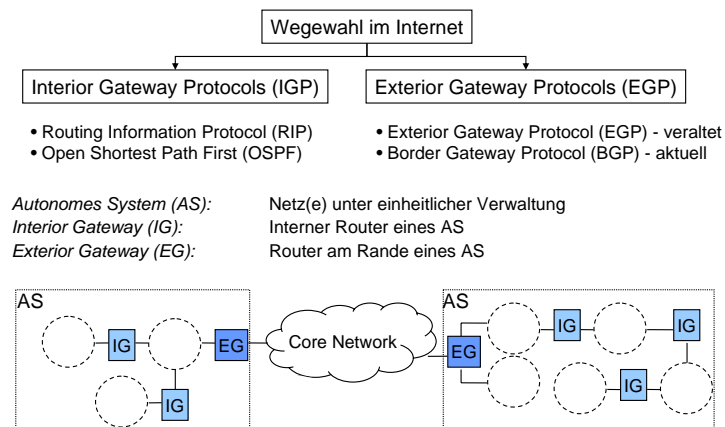 Wegewahl im Internet
Interior Gateway Protocols (IGP)
Exterior Gateway Protocols (EGP)
• Routing Information Protocol (RIP)
• Open Shortest Path First (OSPF)
• Exterior Gateway Protocol (EGP) - veraltet
• Border Gateway Protocol (BGP) - aktuell
Autonomes System (AS): Netz(e) unter einheitlicher Verwaltung
Interior Gateway (IG): Interner Router eines AS
Exterior Gateway (EG): Router am Rande eines AS
AS
IG
EG
IG
Core Network
AS
EG
IG
IG
IG